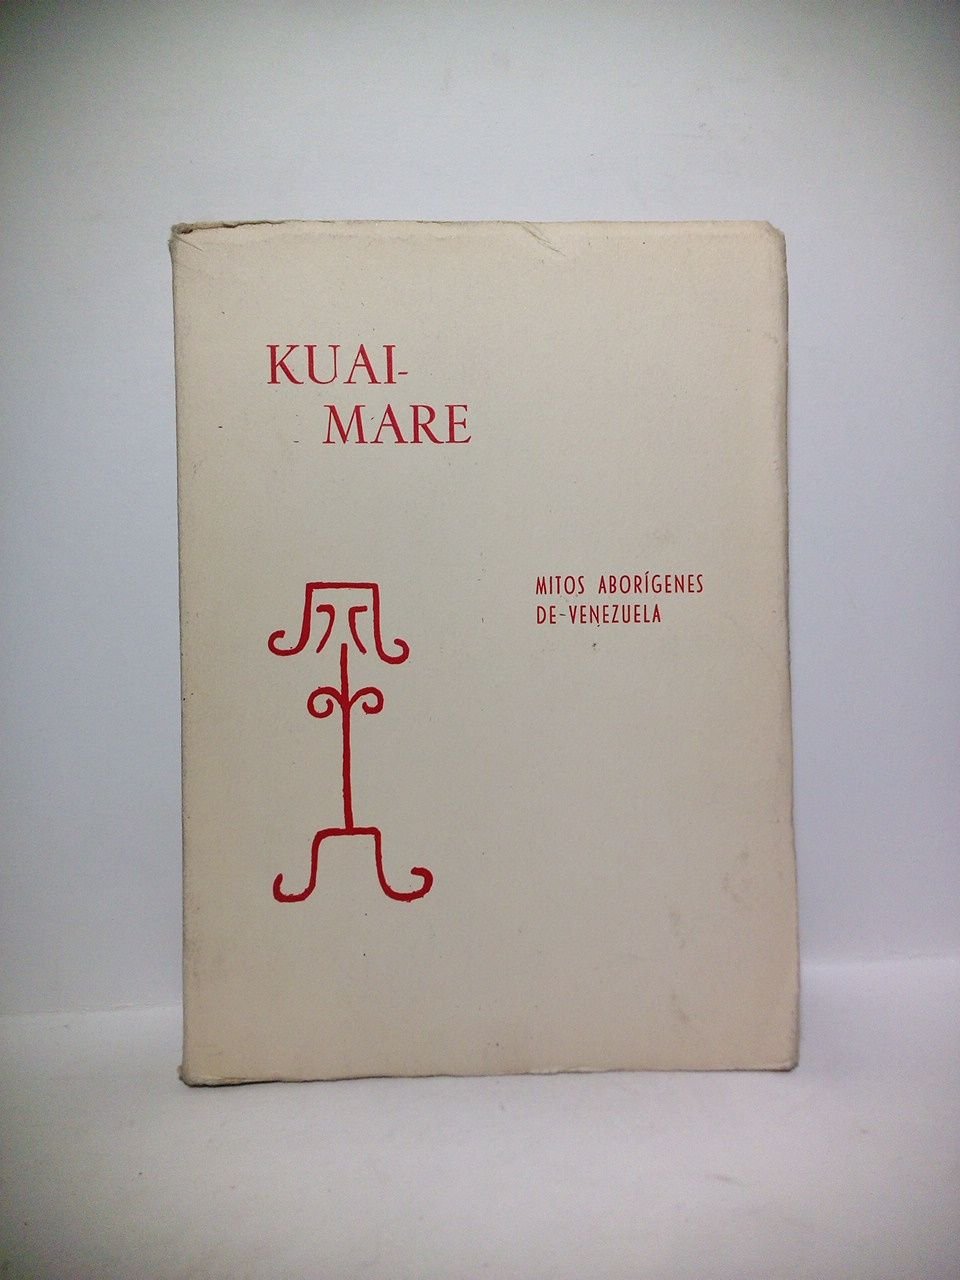 KUAI-
MARE
MITOS ABORÍGENES
DE-VENEZUELA